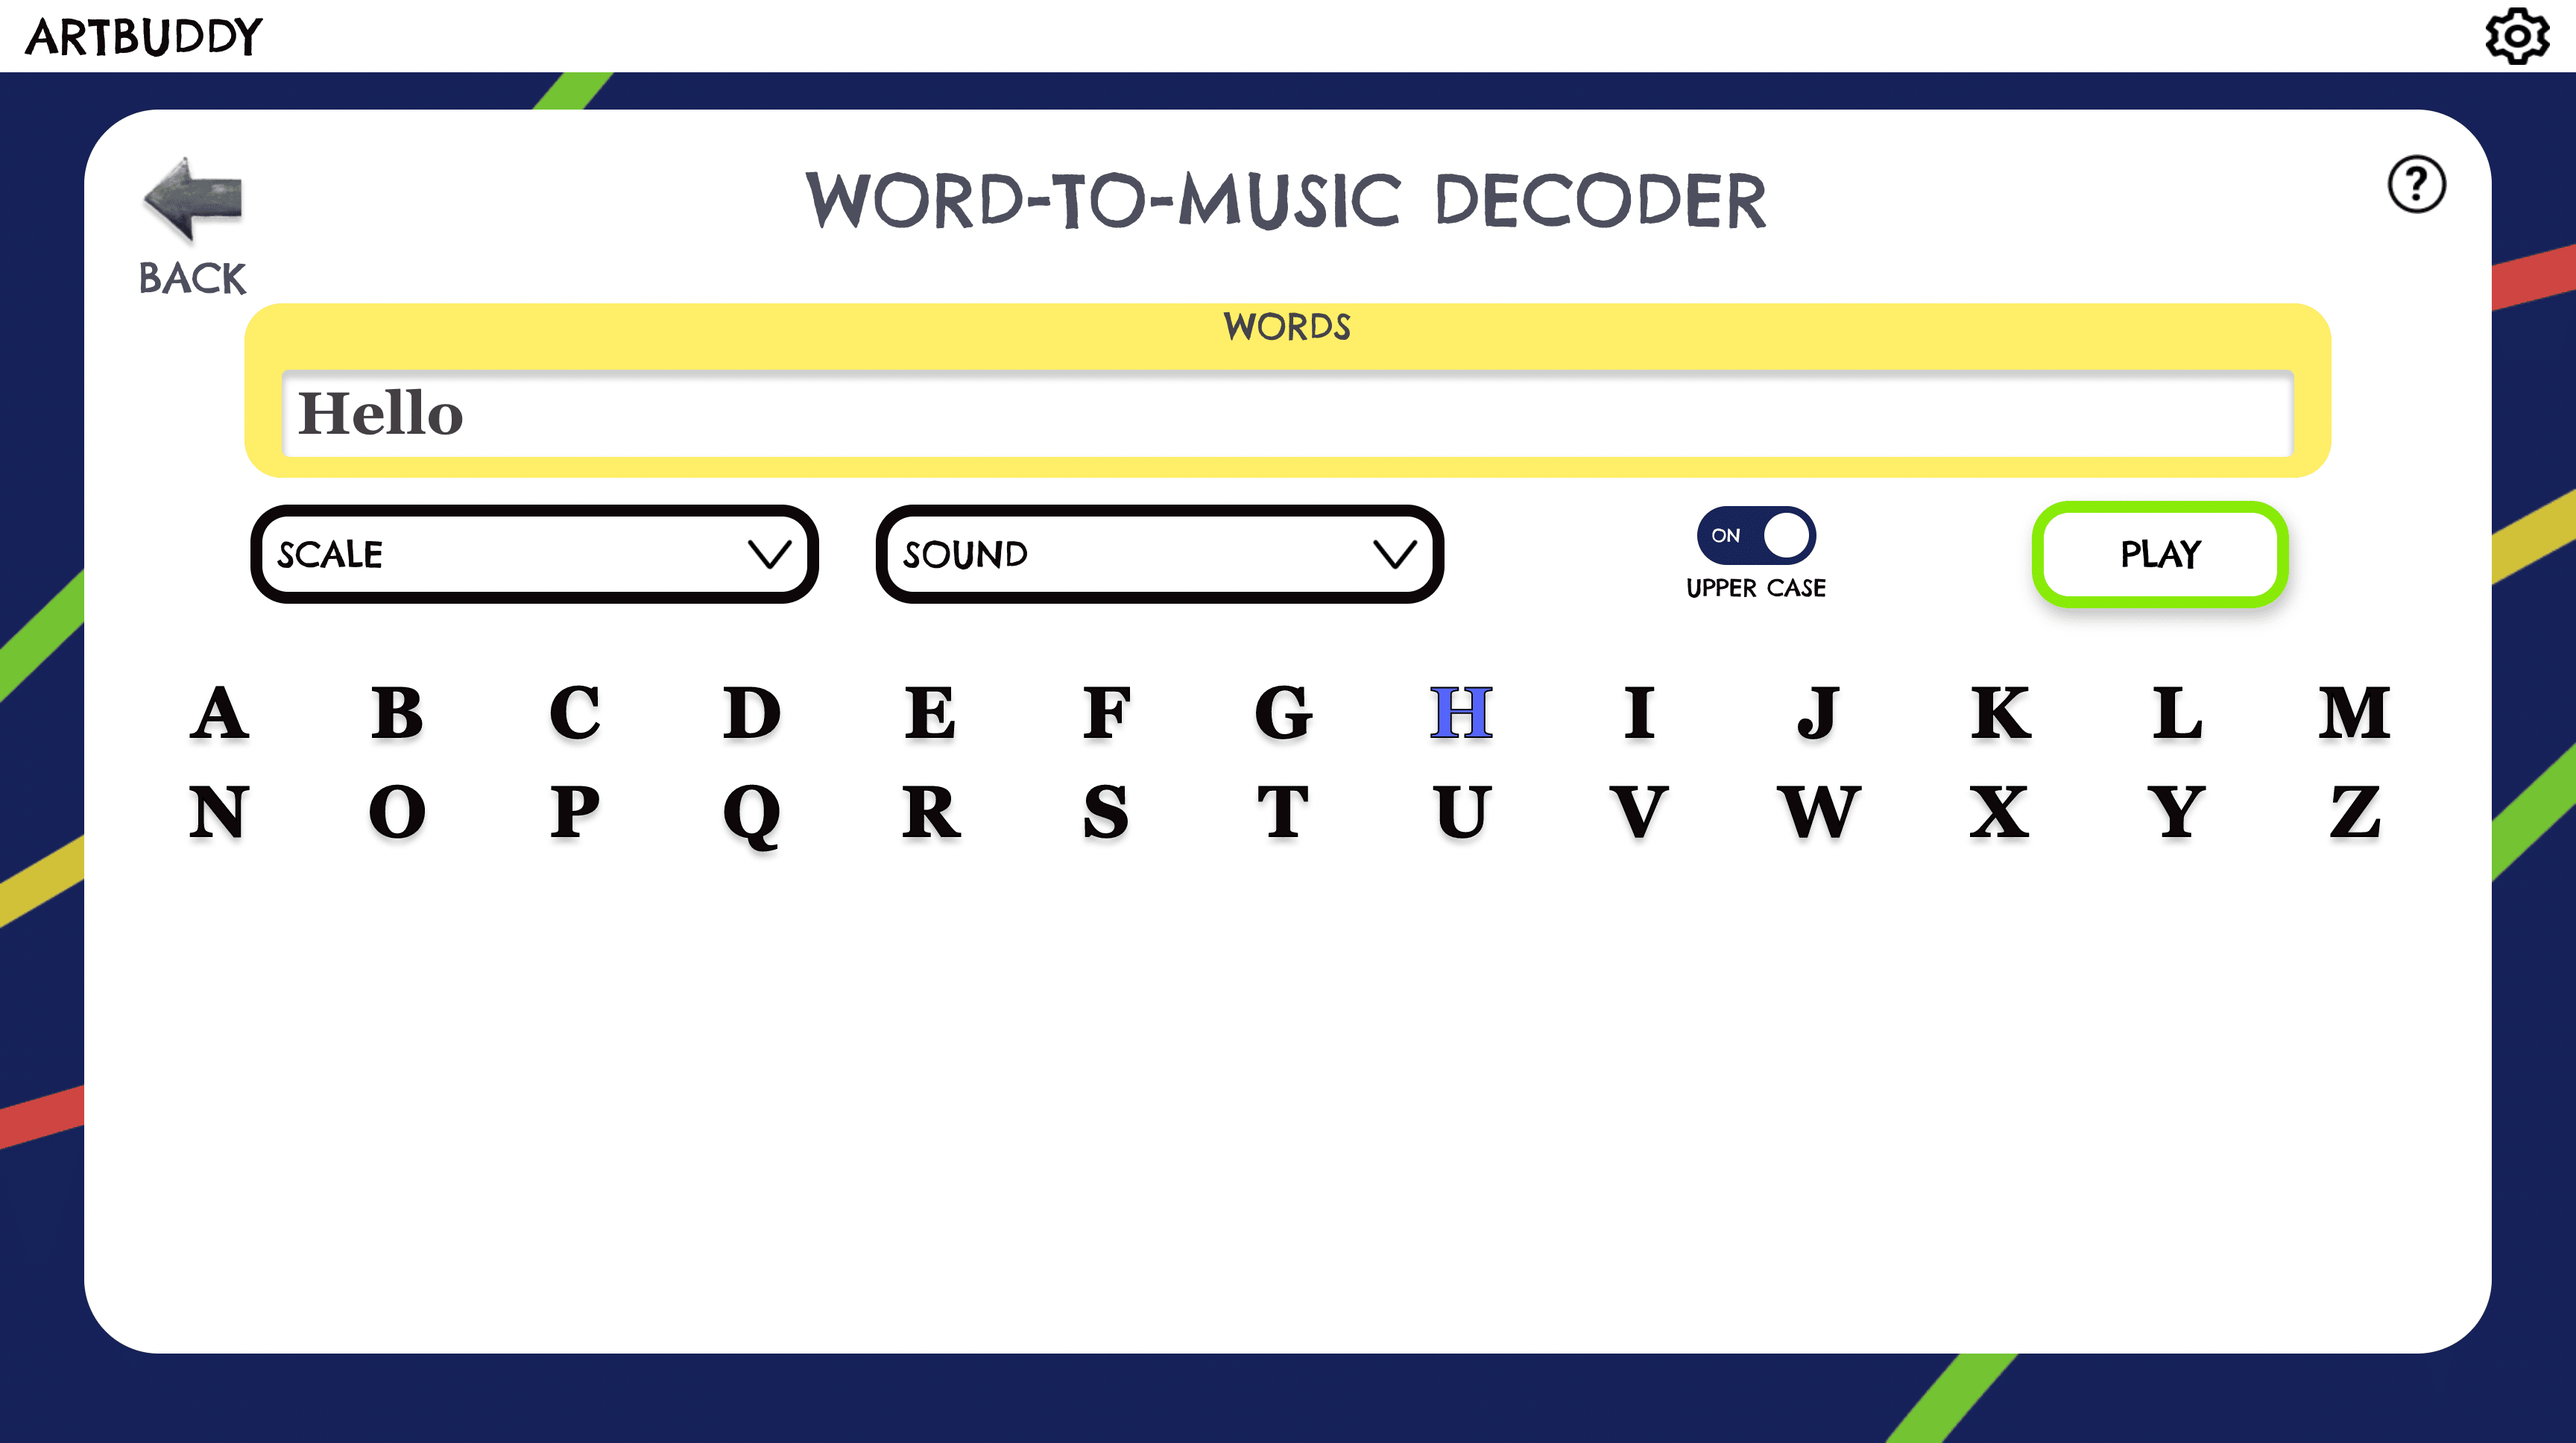 ARTBUDDY
WORD-TO-MUSIC DECODER
?
BACK
WORDS
Hello
SCALE
SOUND
ON
UPPER CASE
PLAY
A B C D E F G H I J K L M
N O P Q R S T U V W X Y Z